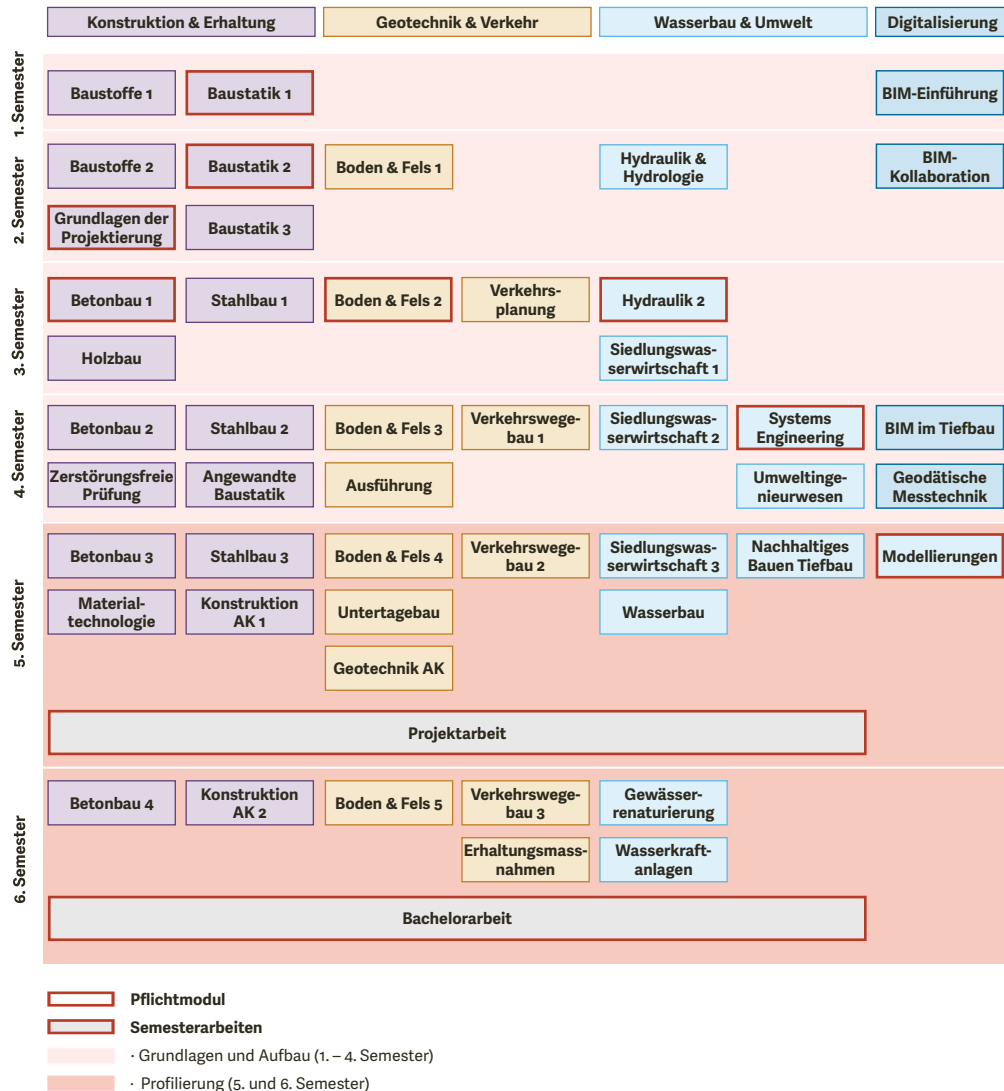 Konstruktion & Erhaltung
Geotechnik & Verkehr
Wasserbau & Umwelt
Digitalisierung
1. Semester
Baustoffe 1
Baustatik 1
BIM-Einführung
2. Semester
Baustoffe 2
Baustatik 2
Boden & Fels 1
Hydraulik &
Hydrologie
BIM-
Kollaboration
Grundlagen der
Projektierung
Baustatik 3
3. Semester
Betonbau 1
Stahlbau 1
Boden & Fels 2
Verkehrs-
planung
Hydraulik 2
Holzbau
Siedlungswas-
serwirtschaft 1
4. Semester
Betonbau 2
Stahlbau 2
Boden & Fels 3
Verkehrswege-
bau 1
Siedlungswas-
serwirtschaft 2
Systems
Engineering
BIM im Tiefbau
Zerstörungsfreie
Prüfung
Angewandte
Baustatik
Ausführung
Umweltinge-
nieurwesen
Geodätische
Messtechnik
5. Semester
Betonbau 3
Stahlbau 3
Boden & Fels 4
Verkehrswege-
bau 2
Siedlungswas-
serwirtschaft 3
Nachhaltiges
Bauen Tiefbau
Modellierungen
Material-
technologie
Konstruktion
AK 1
Untertagebau
Wasserbau
Geotechnik AK
Projektarbeit
6. Semester
Betonbau 4
Konstruktion
AK 2
Boden & Fels 5
Verkehrswege-
bau 3
Gewässer-
renaturierung
Erhaltungsmass-
nahmen
Wasserkraft-
anlagen
Bachelorarbeit
Pflichtmodul
Semesterarbeiten
· Grundlagen und Aufbau (1. – 4. Semester)
· Profilierung (5. und 6. Semester)